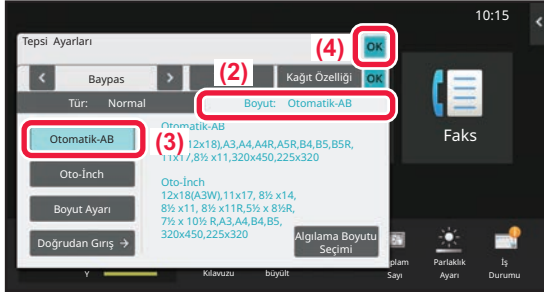 10:15
Tepsi Ayarları
(4)
OK
Baypas
(2)
Kağıt Özelliği
OK
Tür: Normal
Boyut: Otomatik-AB
Otomatik-AB
(3)
Otomatik-AB
12x18),A3,A4,A4R,A5R,B4,B5,B5R,
11x17,8½ x11,320x450,225x320
Oto-İnch
Oto-İnch
12x18(A3W),11x17, 8½ x14,
8½ x11, 8½ x11R,5½ x 8½R,
7½ x 10½ R,A3,A4,B4,B5,
320x450,225x320
Boyut Ayarı
Doğrudan Gırış →
Algılama Boyutu
Seçimi
Faks
Y
Kılavuzu
büyült
plam
Sayı
Parlaklık
Ayarı
İş
Durumu